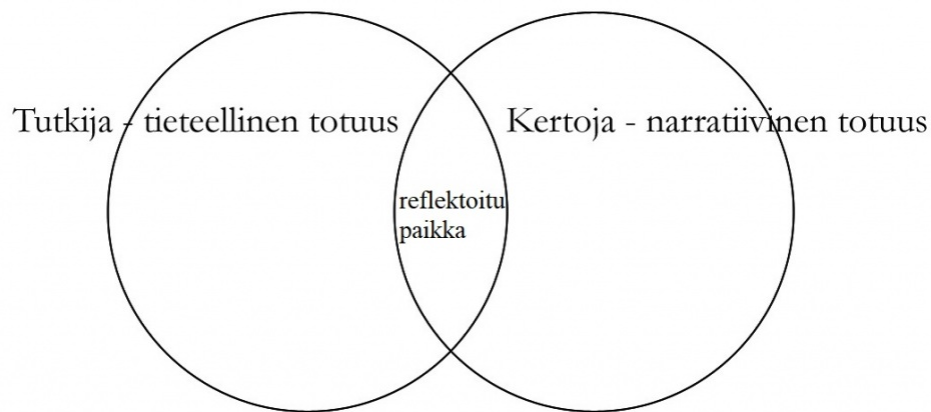 Tutkija - tieteellinen totuus
Kertoja - narratiivinen totuus
reflektoitu
paikka